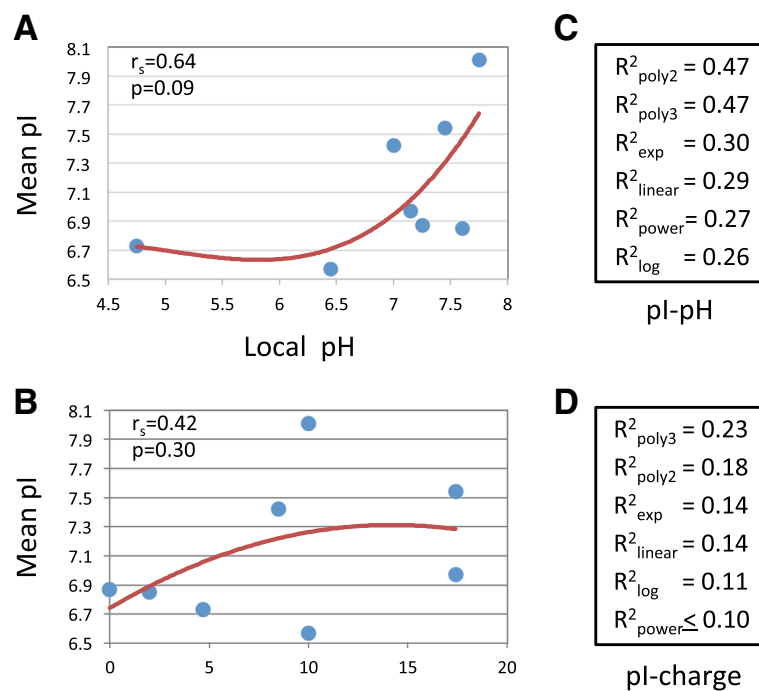 A
rs=0.64
p=0.09
Mean pI
8.1
7.9
7.7
7.5
7.3
7.1
6.9
6.7
6.5
4.5 5 5.5 6 6.5 7 7.5 8
Local pH
C
R²poly2 = 0.47
R²poly3 = 0.47
R²exp = 0.30
R²linear = 0.29
R²power= 0.27
R²log = 0.26
pI-pH
B
rs=0.42
p=0.30
Mean pI
8.1
7.9
7.7
7.5
7.3
7.1
6.9
6.7
6.5
0 5 10 15 20
D
R²poly3 = 0.23
R²poly2 = 0.18
R²exp = 0.14
R²linear = 0.14
R²log = 0.11
R²power≤ 0.10
pI-charge